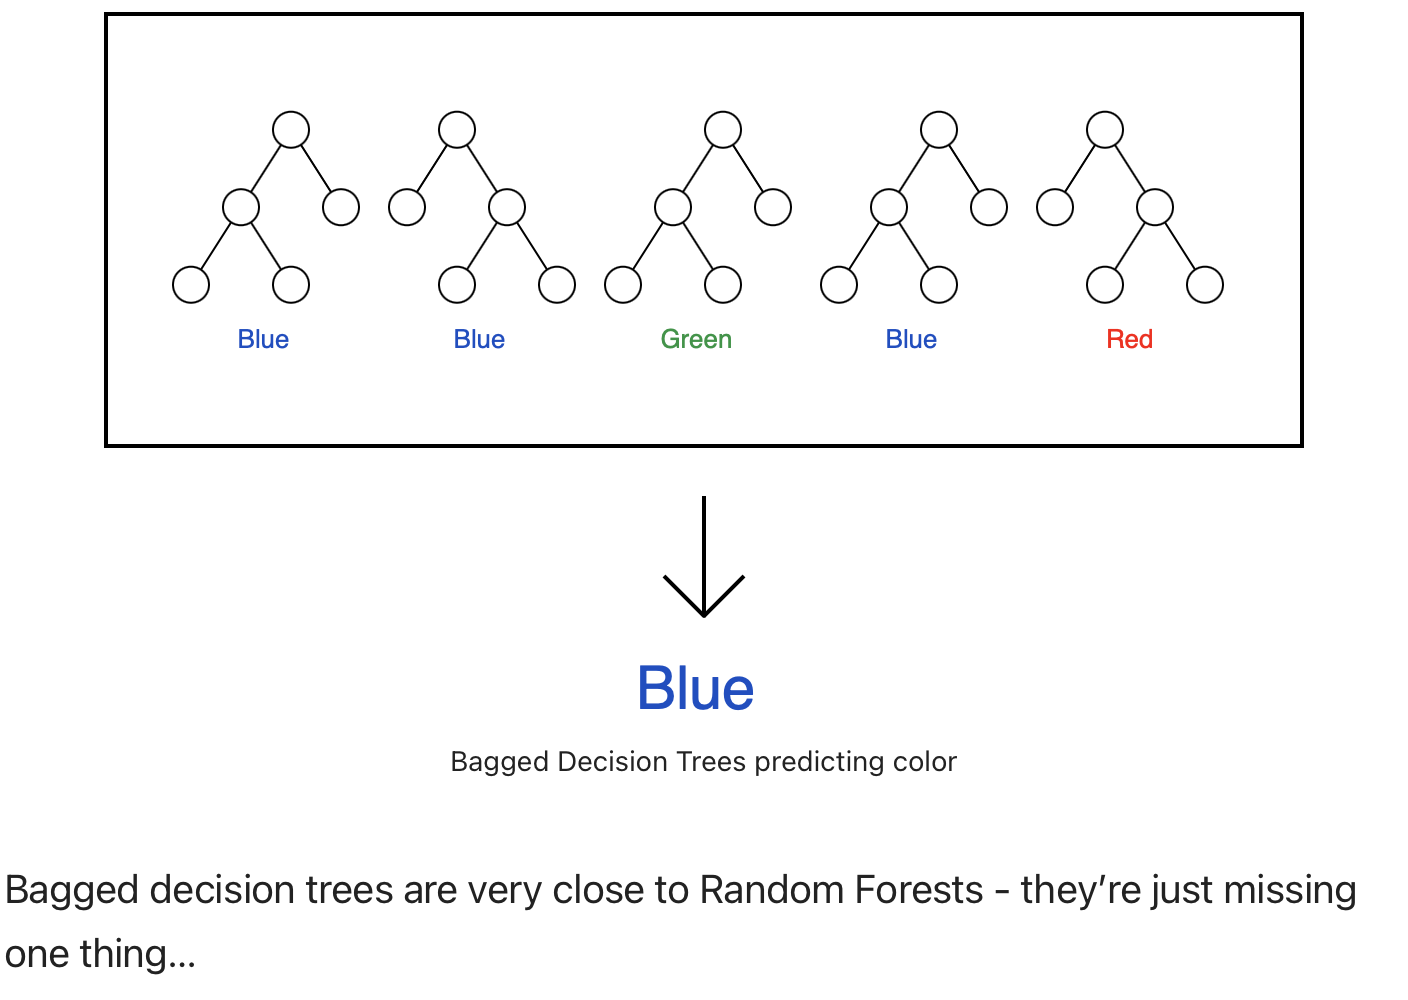 Blue Blue Green Blue Red
Blue
Bagged Decision Trees predicting color
Bagged decision trees are very close to Random Forests - they’re just missing
one thing...